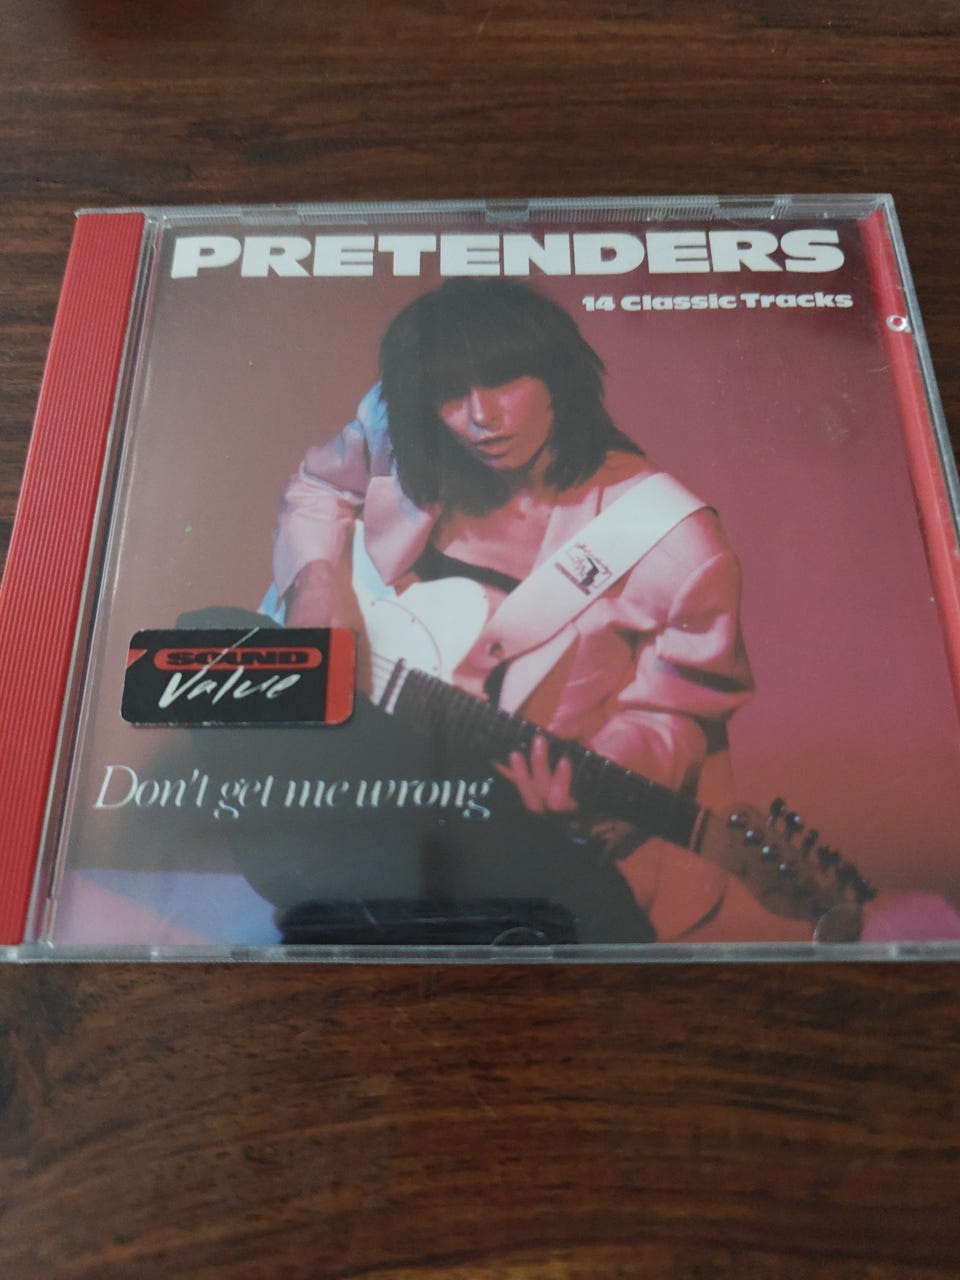 PRETENDERS
14 Classic Tracks
SOUND
Value
Don't get me wrong